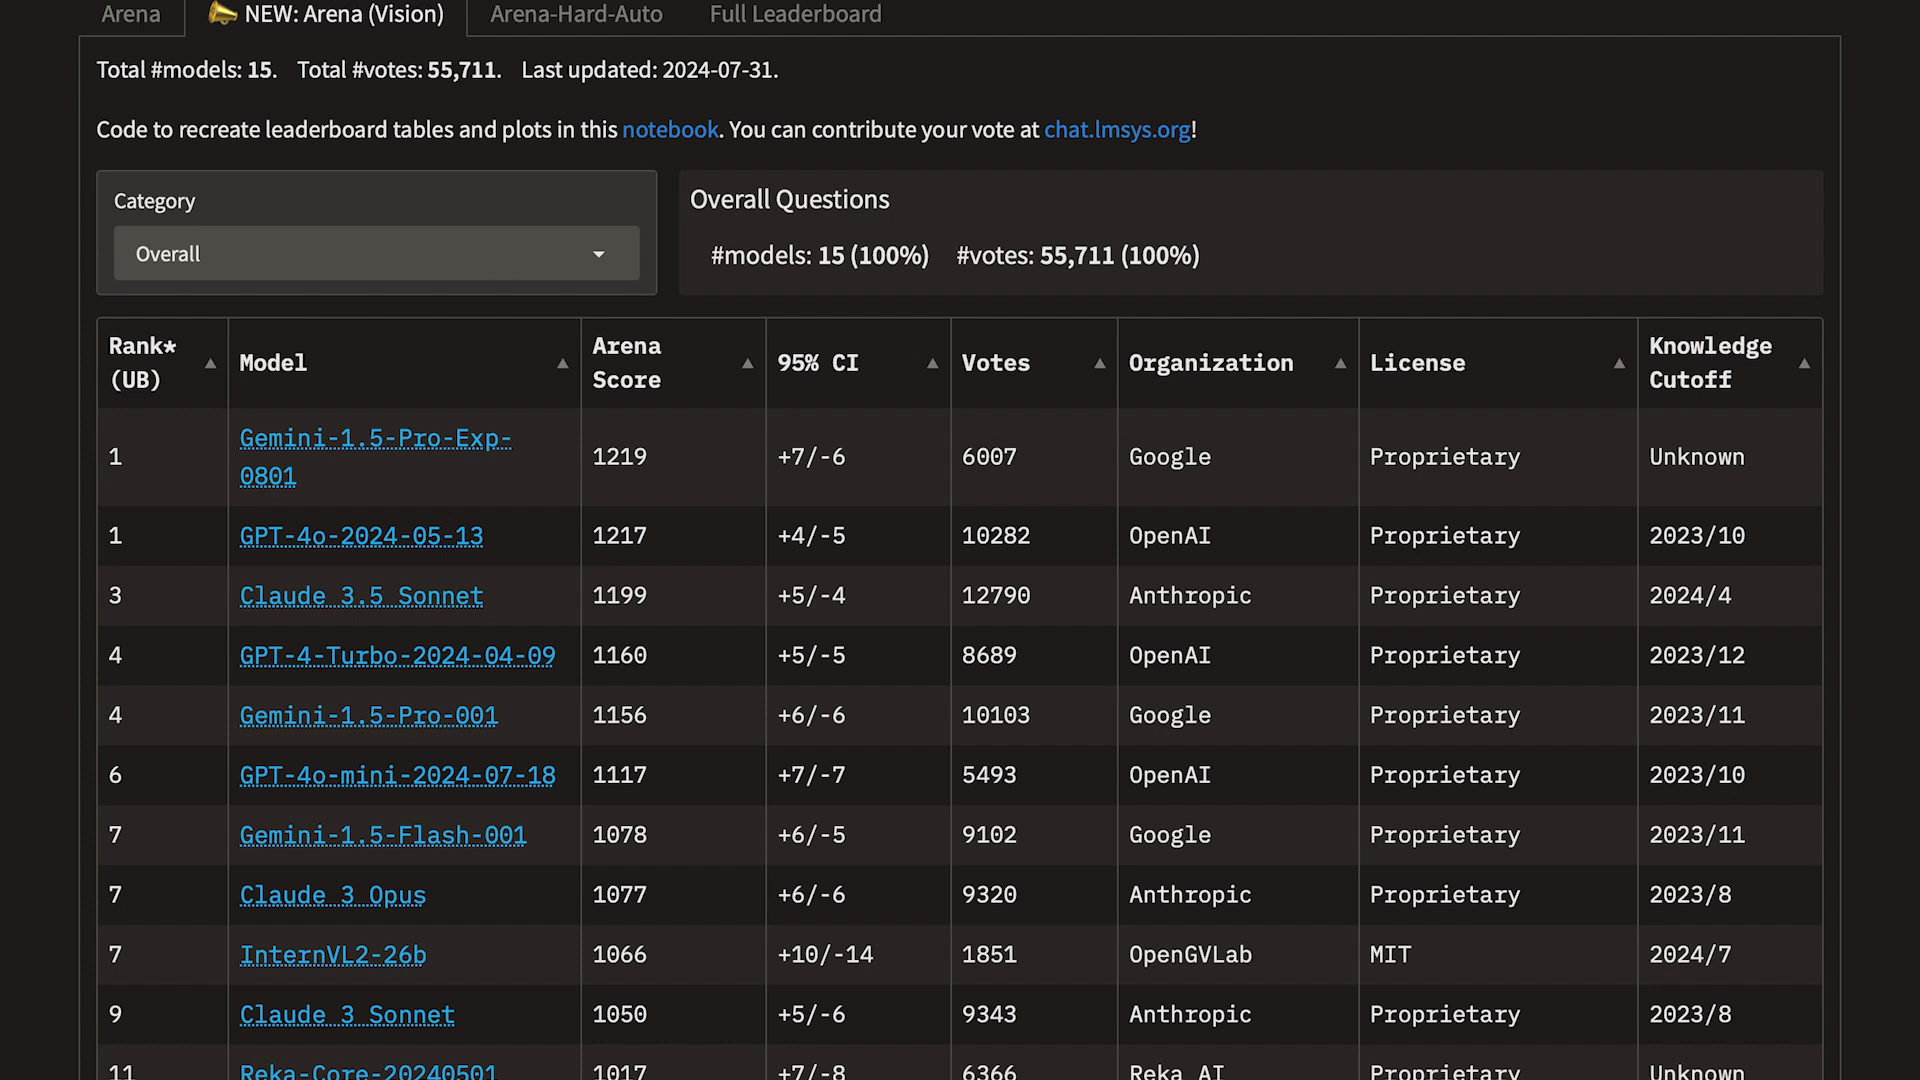 Arena NEW: Arena (Vision) Arena-Hard-Auto Full Leaderboard
Total #models: 15. Total #votes: 55,711. Last updated: 2024-07-31.
Code to recreate leaderboard tables and plots in this notebook. You can contribute your vote at chat.lmsys.org!
Category
Overall
Overall Questions
#models: 15 (100%) #votes: 55,711 (100%)
Rank* (UB) Model Arena Score 95% CI Votes Organization License Knowledge Cutoff
1 Gemini-1.5-Pro-Exp-0801 1219 +7/-6 6007 Google Proprietary Unknown
1 GPT-4o-2024-05-13 1217 +4/-5 10282 OpenAI Proprietary 2023/10
3 Claude 3.5 Sonnet 1199 +5/-4 12790 Anthropic Proprietary 2024/4
4 GPT-4-Turbo-2024-04-09 1160 +5/-5 8689 OpenAI Proprietary 2023/12
4 Gemini-1.5-Pro-001 1156 +6/-6 10103 Google Proprietary 2023/11
6 GPT-4o-mini-2024-07-18 1117 +7/-7 5493 OpenAI Proprietary 2023/10
7 Gemini-1.5-Flash-001 1078 +6/-5 9102 Google Proprietary 2023/11
7 Claude 3 Opus 1077 +6/-6 9320 Anthropic Proprietary 2023/8
7 InternVL2-26b 1066 +10/-14 1851 OpenGVLab MIT 2024/7
9 Claude 3 Sonnet 1050 +5/-6 9343 Anthropic Proprietary 2023/8
11 Reka-Core-20240501 1017 +7/-8 6366 Reka AI Proprietary Unknown